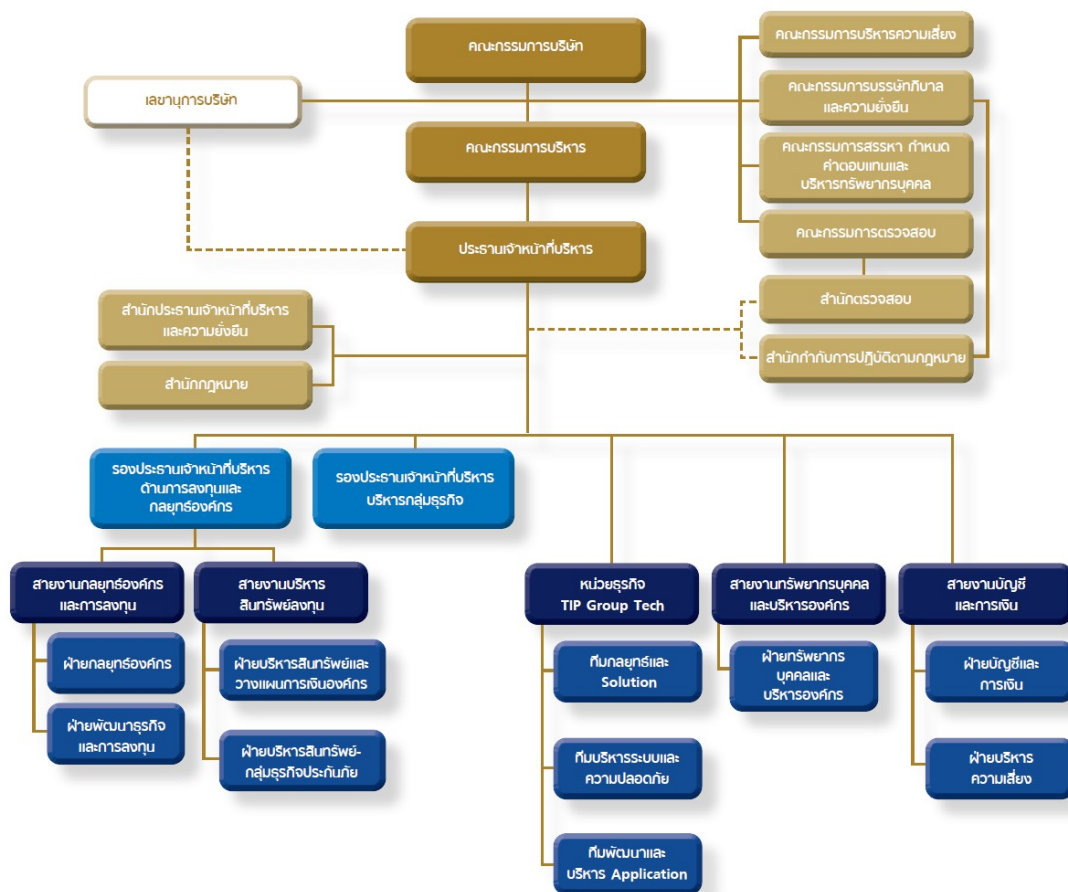 คณะกรรมการบริษัท
คณะกรรมการบริหารความเสี่ยง
เลขานุการบริษัท
คณะกรรมการบรรษัทภิบาล
และความยั่งยืน
คณะกรรมการบริหาร
คณะกรรมการสรรหา กำหนด
ค่าตอบแทนและ
บริหารทรัพยากรบุคคล
คณะกรรมการตรวจสอบ
ประธานเจ้าหน้าที่บริหาร
สำนักตรวจสอบ
สำนักประธานเจ้าหน้าที่บริหาร
และความยั่งยืน
สำนักกำกับการปฏิบัติตามกฎหมาย
สำนักกฎหมาย
รองประธานเจ้าหน้าที่บริหาร
ด้านการลงทุนและ
กลยุทธ์องค์กร
รองประธานเจ้าหน้าที่บริหาร
บริหารกลุ่มธุรกิจ
สายงานกลยุทธ์องค์กร
และการลงทุน
สายงานบริหาร
สินทรัพย์ลงทุน
หน่วยธุรกิจ
TIP Group Tech
สายงานทรัพยากรบุคคล
และบริหารองค์กร
สายงานบัญชี
และการเงิน
ฝ่ายกลยุทธ์องค์กร
ฝ่ายบริหารสินทรัพย์และ
วางแผนการเงินองค์กร
ทีมกลยุทธ์และ
Solution
ฝ่ายทรัพยากร
บุคคลและ
บริหารองค์กร
ฝ่ายบัญชีและ
การเงิน
ฝ่ายพัฒนาธุรกิจ
และการลงทุน
ฝ่ายบริหารสินทรัพย์-
กลุ่มธุรกิจประกันภัย
ทีมบริหารระบบและ
ความปลอดภัย
ฝ่ายบริหาร
ความเสี่ยง
ทีมพัฒนาและ
บริหาร Application